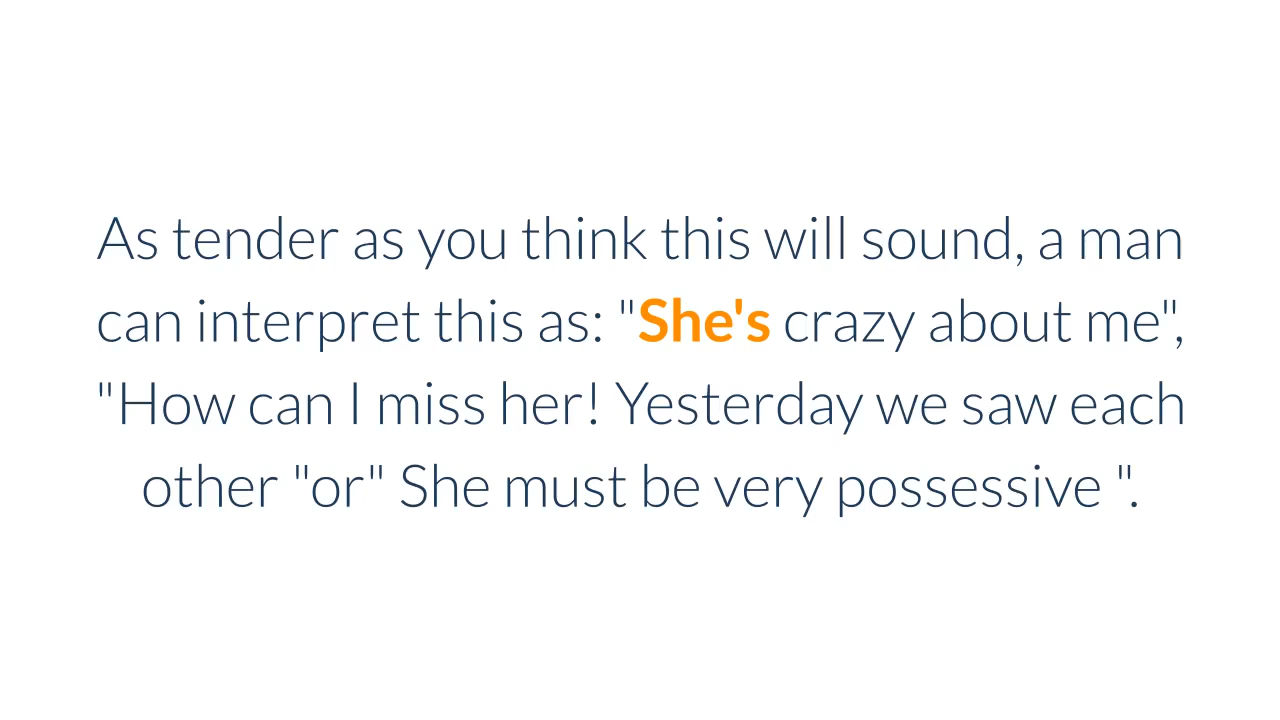 As tender as you think this will sound, a man
can interpret this as: "She's crazy about me",
"How can I miss her! Yesterday we saw each
other "or" She must be very possessive ".